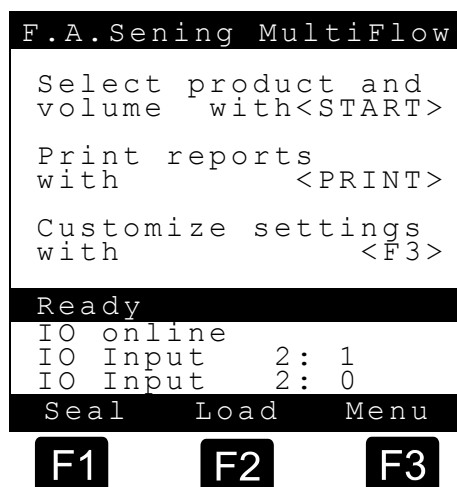 F.A.Sening MultiFlow
Select product and
volume with<START>
Print reports
with <PRINT>
Customize settings
with <F3>
Ready
IO online
IO Input 2: 1
IO Input 2: 0
Seal Load Menu
F1 F2 F3